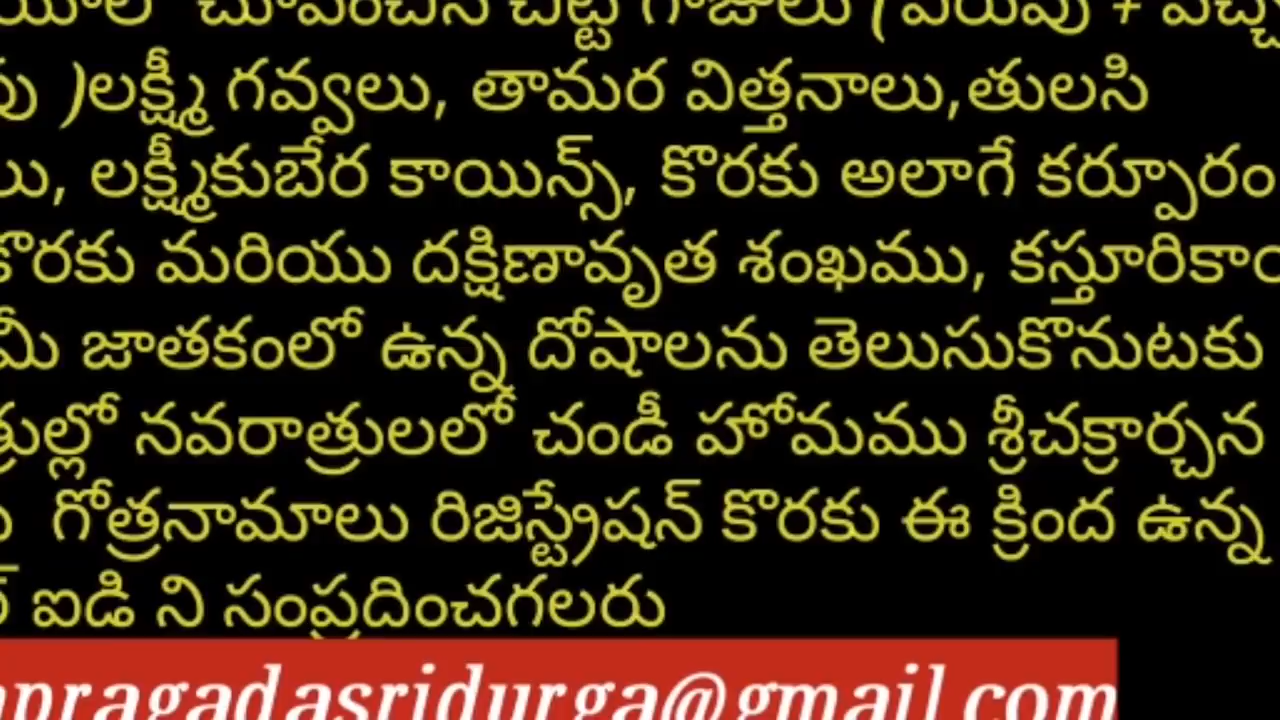 చిట్టి గాజులు (
)లక్ష్మీ గవ్వలు, తామర విత్తనాలు,తులసి
లు, లక్ష్మీకుబేర కాయిన్స్, కొరకు అలాగే కర్పూరం
కొరకు మరియు దక్షిణావృత శంఖము, కస్తూరికాం
మీ జాతకంలో ఉన్న దోషాలను తెలుసుకొనుటకు
త్రుల్లో నవరాత్రులలో చండీ హోమము శ్రీచక్రార్చన
గోత్రనామాలు రిజిస్ట్రేషన్ కొరకు ఈ క్రింద ఉన్న
ఐడి ని సంప్రదించగలరు
pragadasridurga@gmail.com